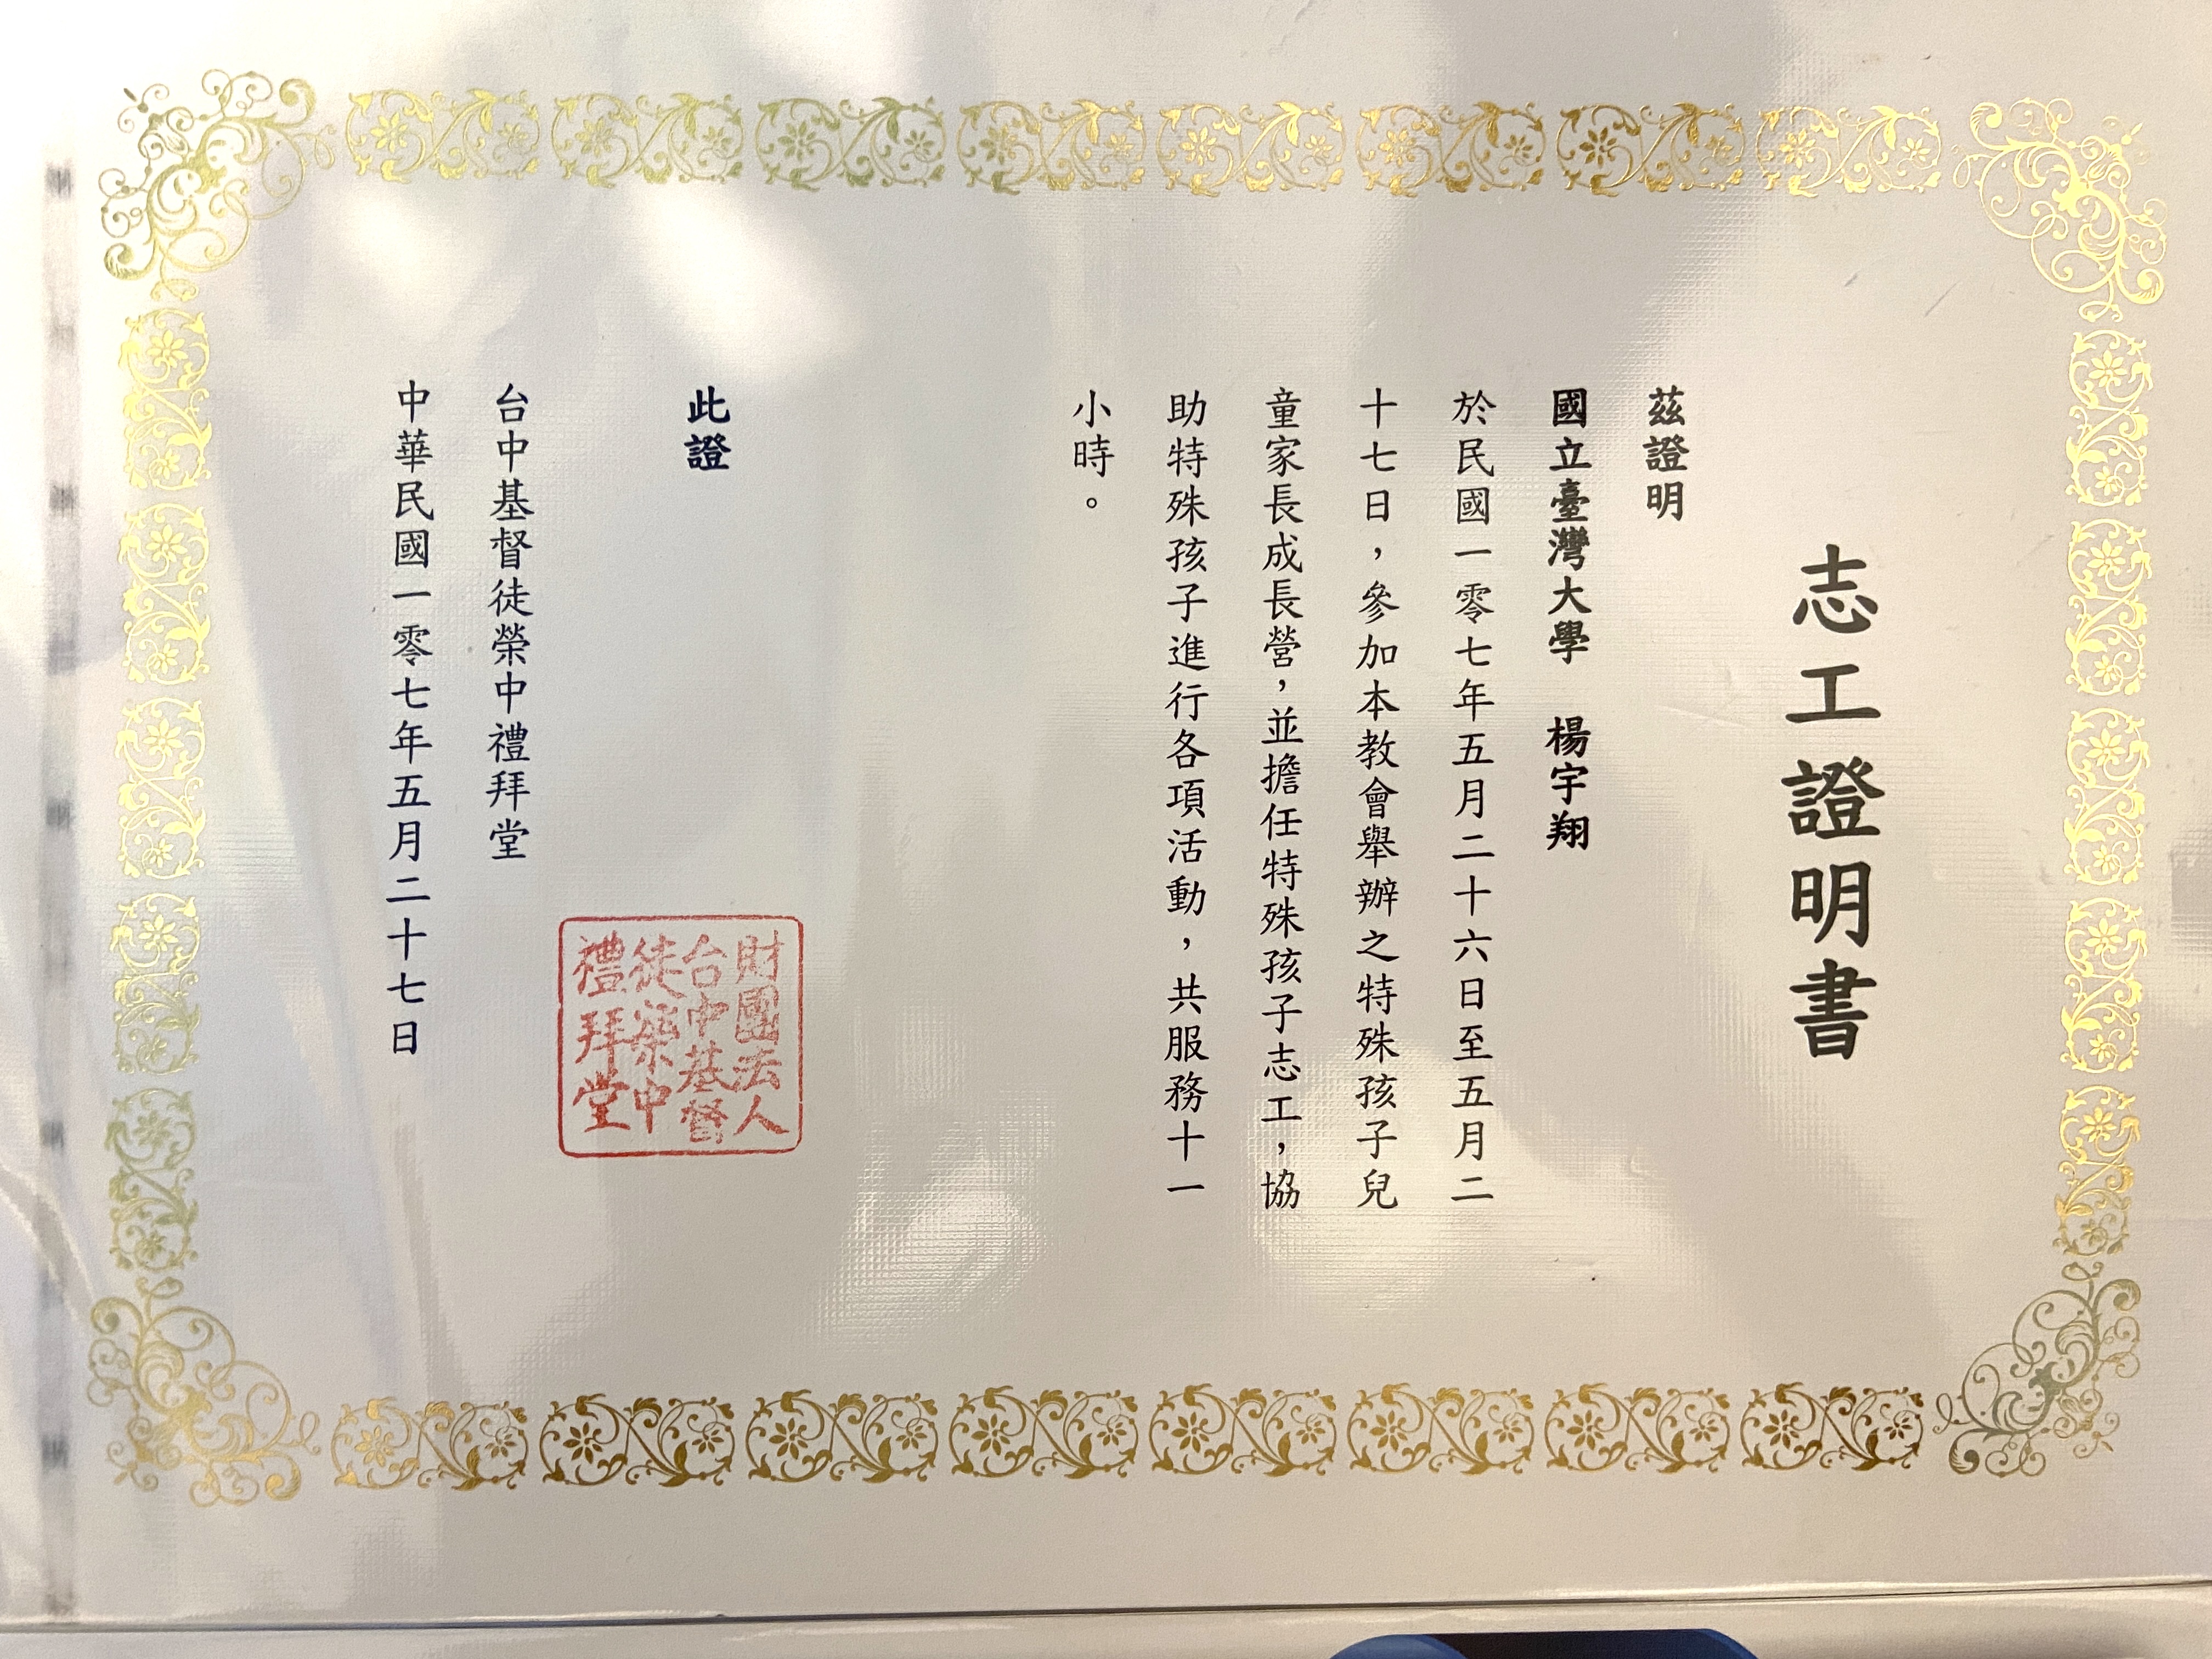 志工證明書
茲證明
國立臺灣大學　楊宇翔
於民國一零七年五月二十六日至五月二
十七日，參加本教會舉辦之特殊孩子兒
童家長成長營，並擔任特殊孩子志工，協
助特殊孩子進行各項活動，共服務十一
小時。
此證
財團法人
台中基督
徒榮中
禮拜堂
台中基督徒榮中禮拜堂
中華民國一零七年五月二十七日